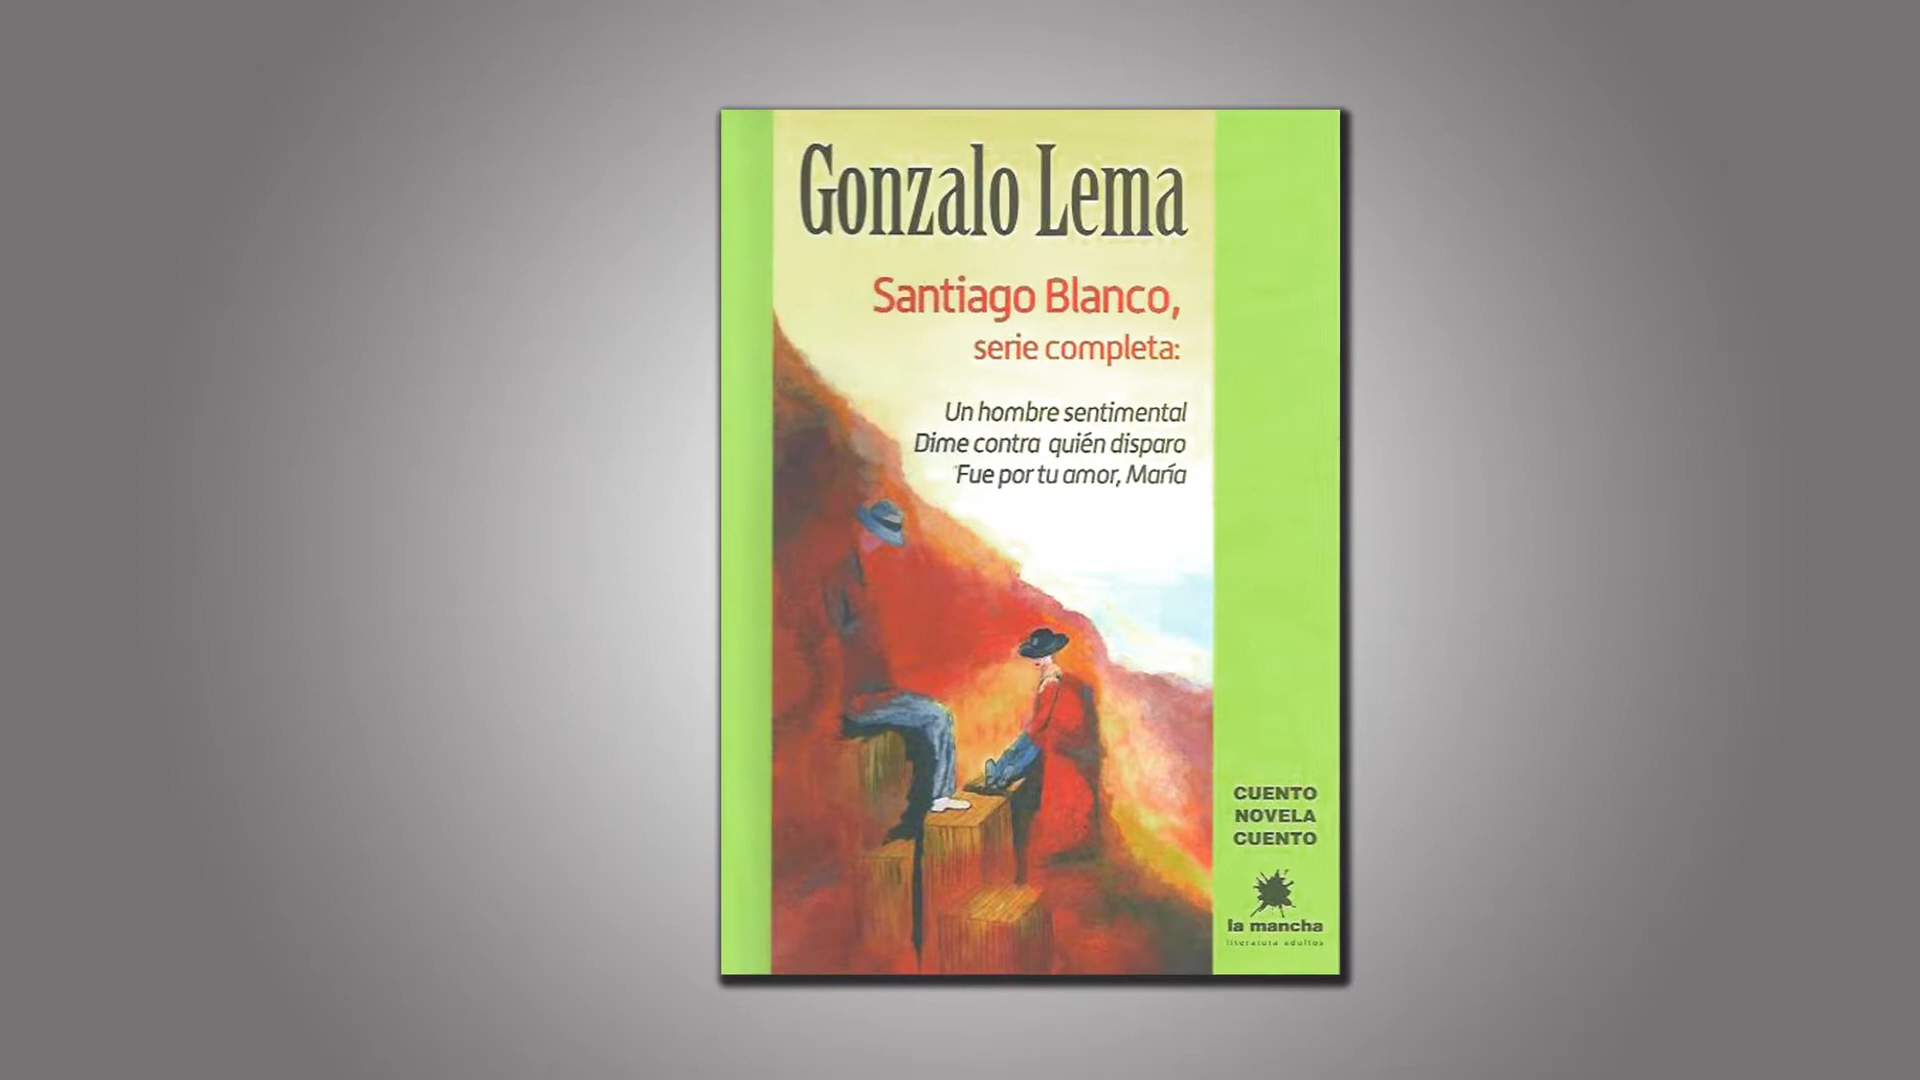 Gonzalo Lema
Santiago Blanco,
serie completa:
Un hombre sentimental
Dime contra quién disparo
Fue por tu amor, María
CUENTO
NOVELA
CUENTO
la mancha
literatura adultos